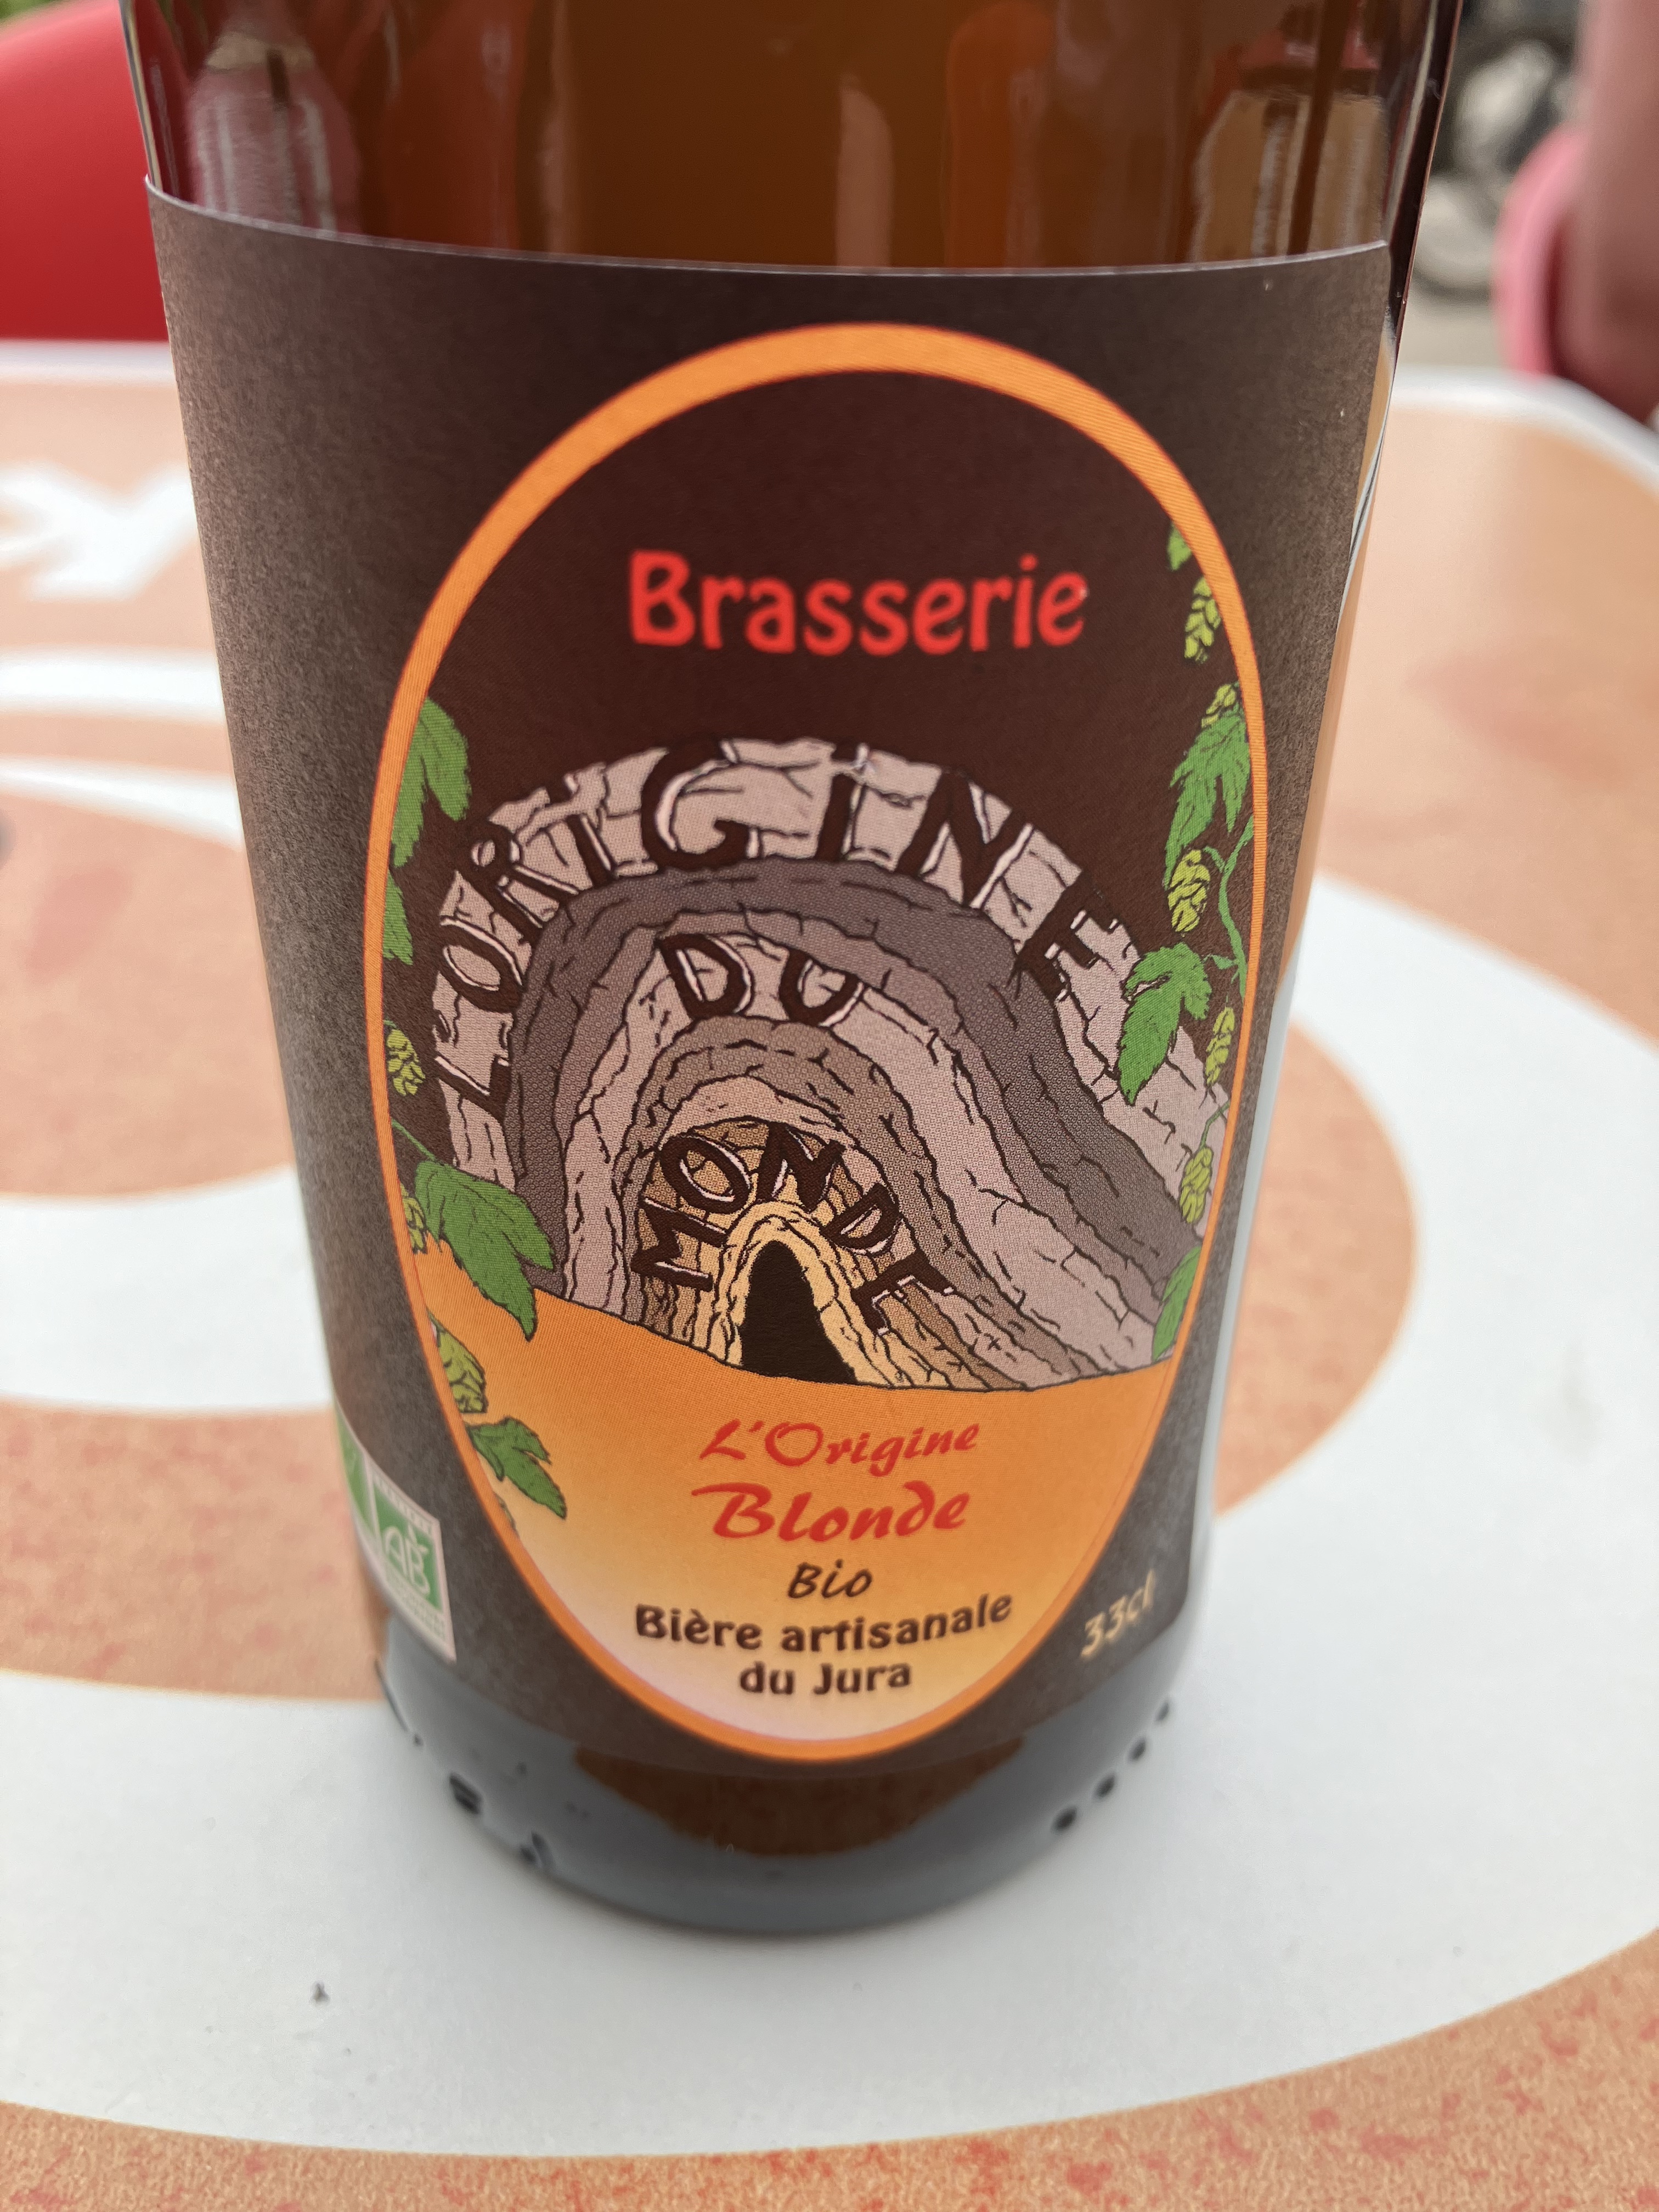 Brasserie
L'ORIGINE
DU
MONDE
L'Origine
Blonde
Bio
Bière artisanale
du Jura
AB
33cl